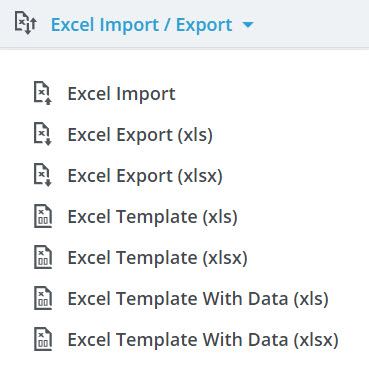 Excel Import / Export
Excel Import
Excel Export (xls)
Excel Export (xlsx)
Excel Template (xls)
Excel Template (xlsx)
Excel Template With Data (xls)
Excel Template With Data (xlsx)